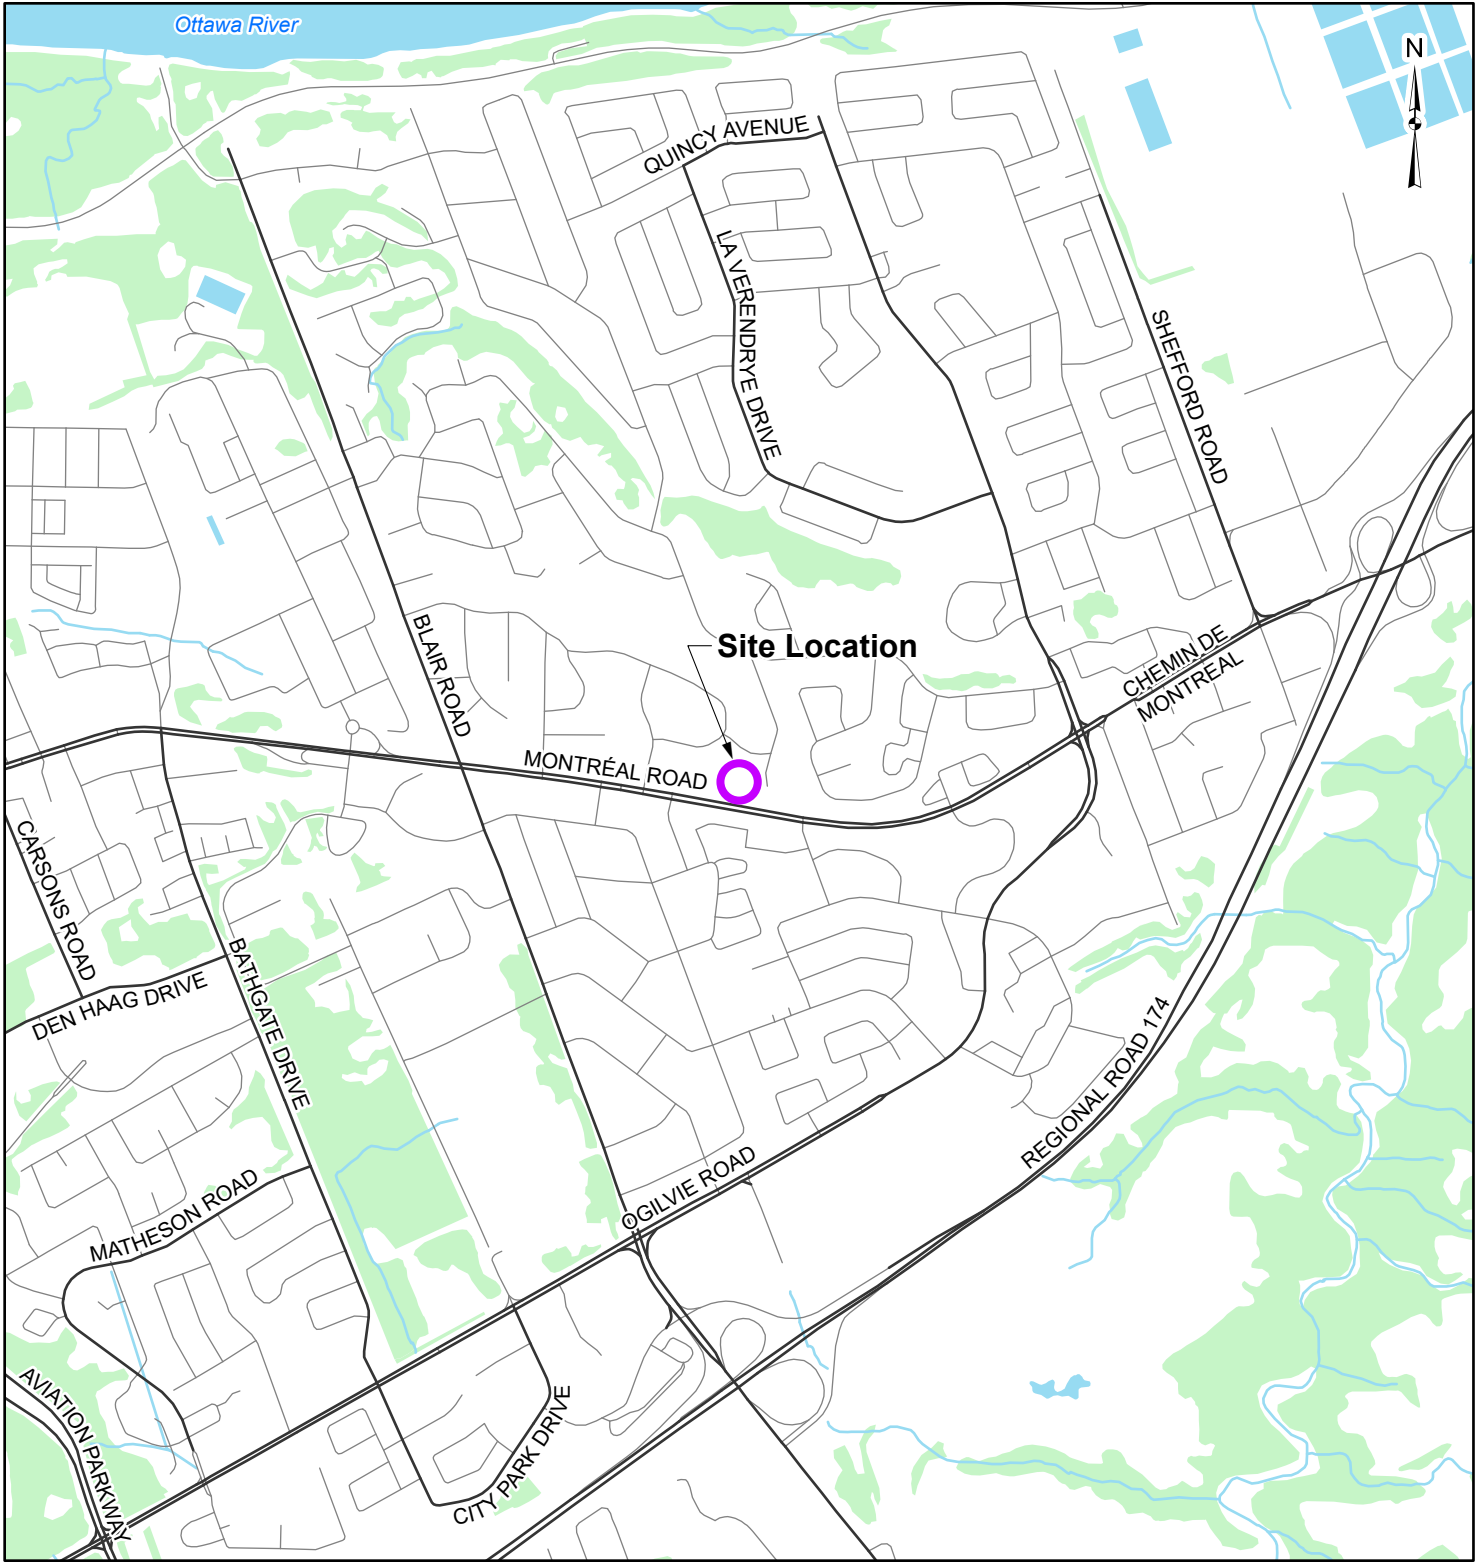 Ottawa River
N
QUINCY AVENUE
LA VERENDRYE DRIVE
SHEFFORD ROAD
BLAIR ROAD
Site Location
CHEMIN DE
MONTREAL
MONTRÉAL ROAD
CARSONS ROAD
BATHGATE DRIVE
DEN HAAG DRIVE
REGIONAL ROAD 174
OGILVIE ROAD
MATHESON ROAD
AVIATION PARKWAY
CITY PARK DRIVE